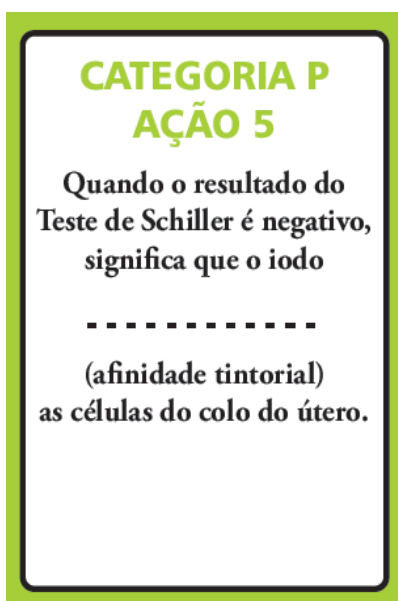 CATEGORIA P
AÇÃO 5
Quando o resultado do
Teste de Schiller é negativo,
significa que o iodo
------------
(afinidade tintorial)
as células do colo do útero.